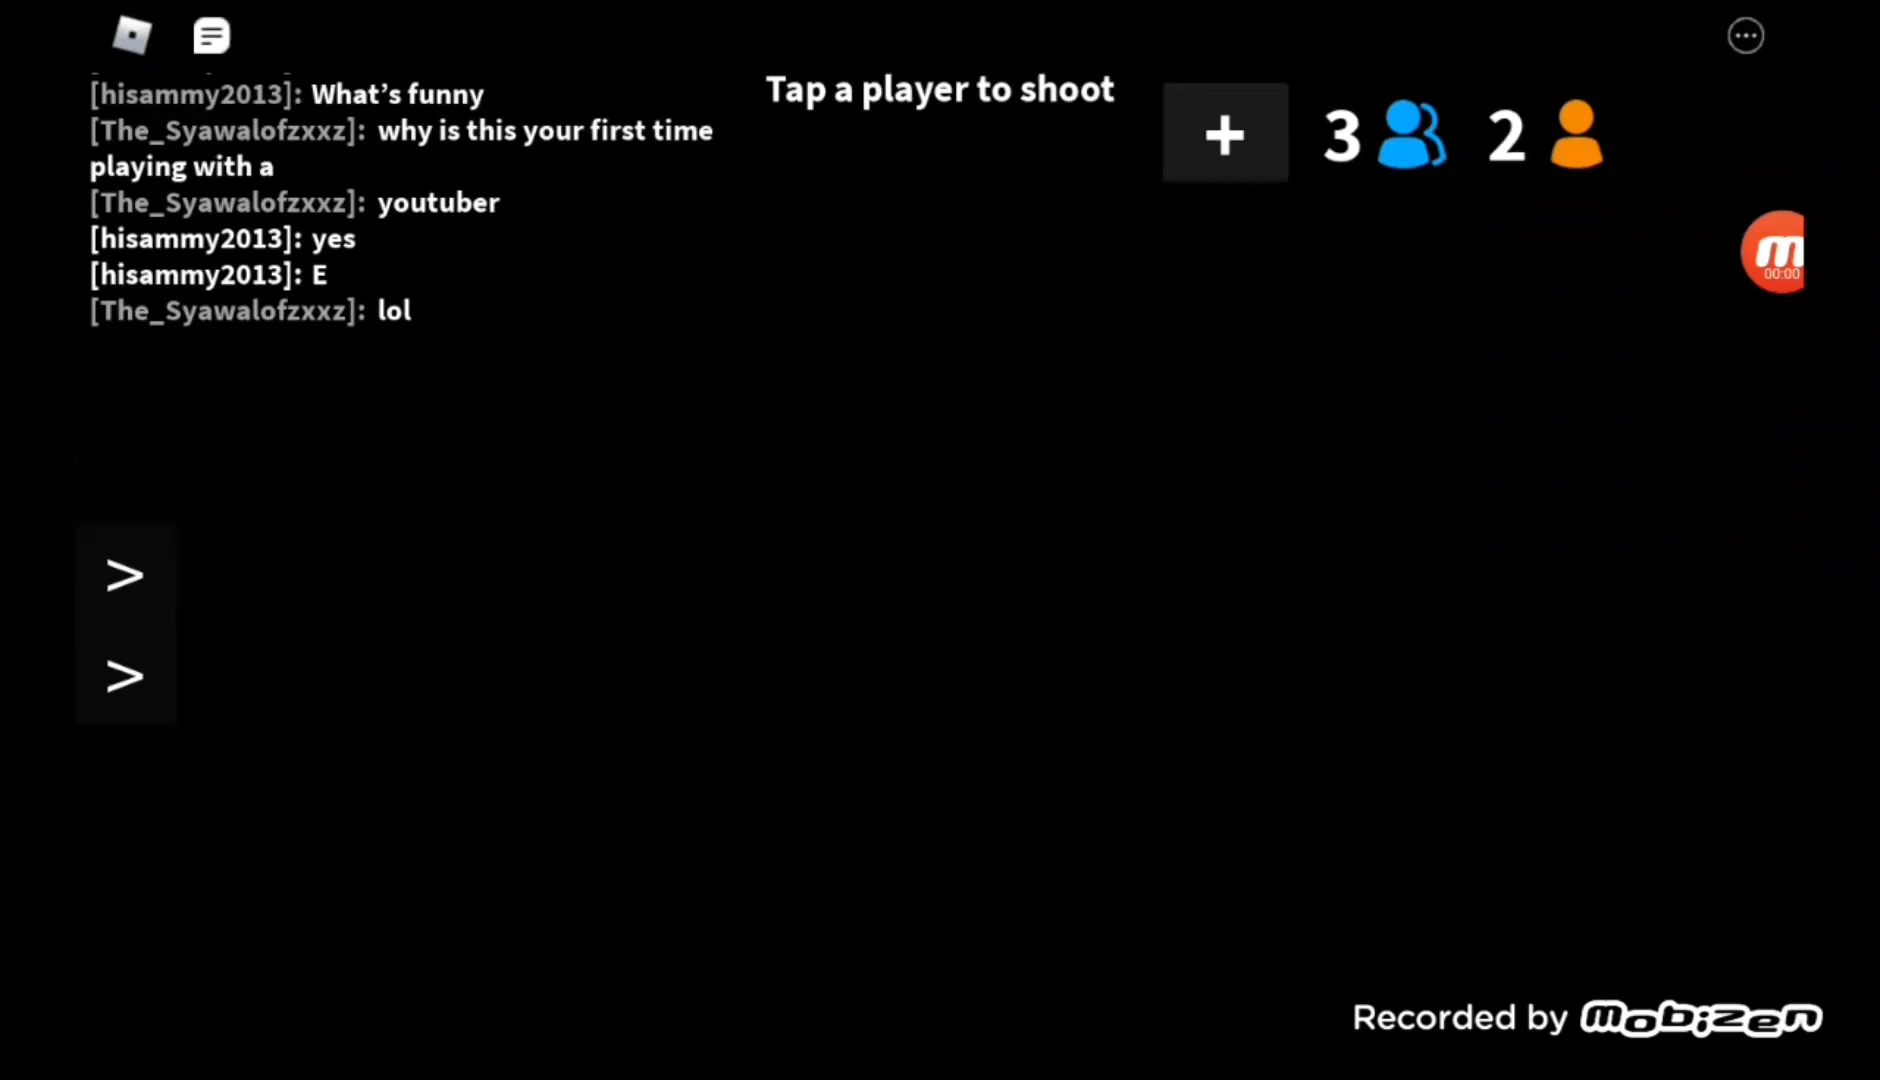 [hisammy2013]: What’s funny
[The_Syawalofzxxz]: why is this your first time
playing with a
[The_Syawalofzxxz]: youtuber
[hisammy2013]: yes
[hisammy2013]: E
[The_Syawalofzxxz]: lol
Tap a player to shoot
+
3
2
m
00:00
>
>
Recorded by mobizen